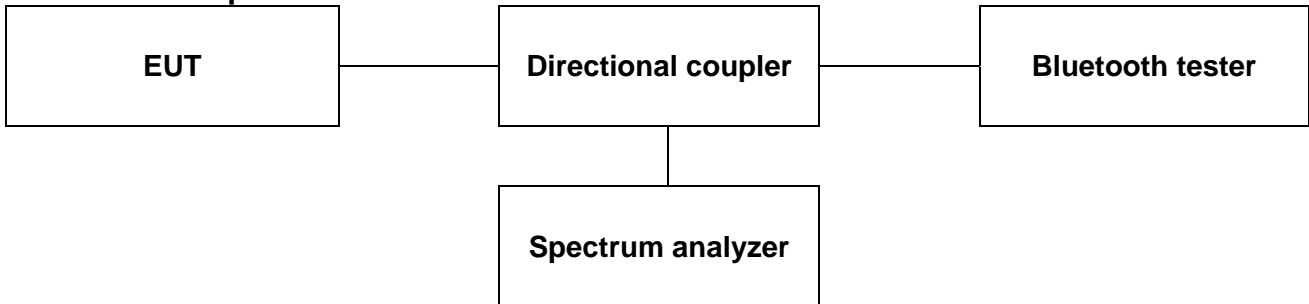 EUT
Directional coupler
Bluetooth tester
Spectrum analyzer